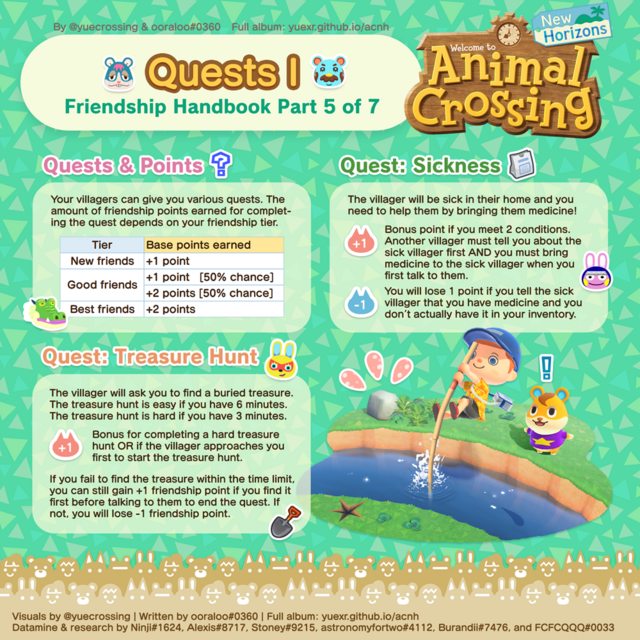 By @yuecrossing & ooraloo#0360 Full album: yuexr.github.io/acnh
Quests I
Friendship Handbook Part 5 of 7
Welcome to
Animal
Crossing
New
Horizons
Quests & Points
Your villagers can give you various quests. The
amount of friendship points earned for complet-
ing the quest depends on your friendship tier.
Tier Base points earned
New friends +1 point
Good friends +1 point [50% chance]
+2 points [50% chance]
Best friends +2 points
Quest: Sickness
The villager will be sick in their home and you
need to help them by bringing them medicine!
+1
Bonus point if you meet 2 conditions.
Another villager must tell you about the
sick villager first AND you must bring
medicine to the sick villager when you
first talk to them.
-1
You will lose 1 point if you tell the sick
villager that you have medicine and you
don't actually have it in your inventory.
Quest: Treasure Hunt
The villager will ask you to find a buried treasure.
The treasure hunt is easy if you have 6 minutes.
The treasure hunt is hard if you have 3 minutes.
+1
Bonus for completing a hard treasure
hunt OR if the villager approaches you
first to start the treasure hunt.
If you fail to find the treasure within the time limit,
you can still gain +1 friendship point if you find it
first before talking to them to end the quest. If
not, you will lose -1 friendship point.
Visuals by @yuecrossing | Written by ooraloo#0360 | Full album: yuexr.github.io/acnh
Datamine & research by Ninji#1624, Alexis#8717, Stoney#9215, astronomyfortwo#4112, Burandii#7476, and FCFCQQQ#0033